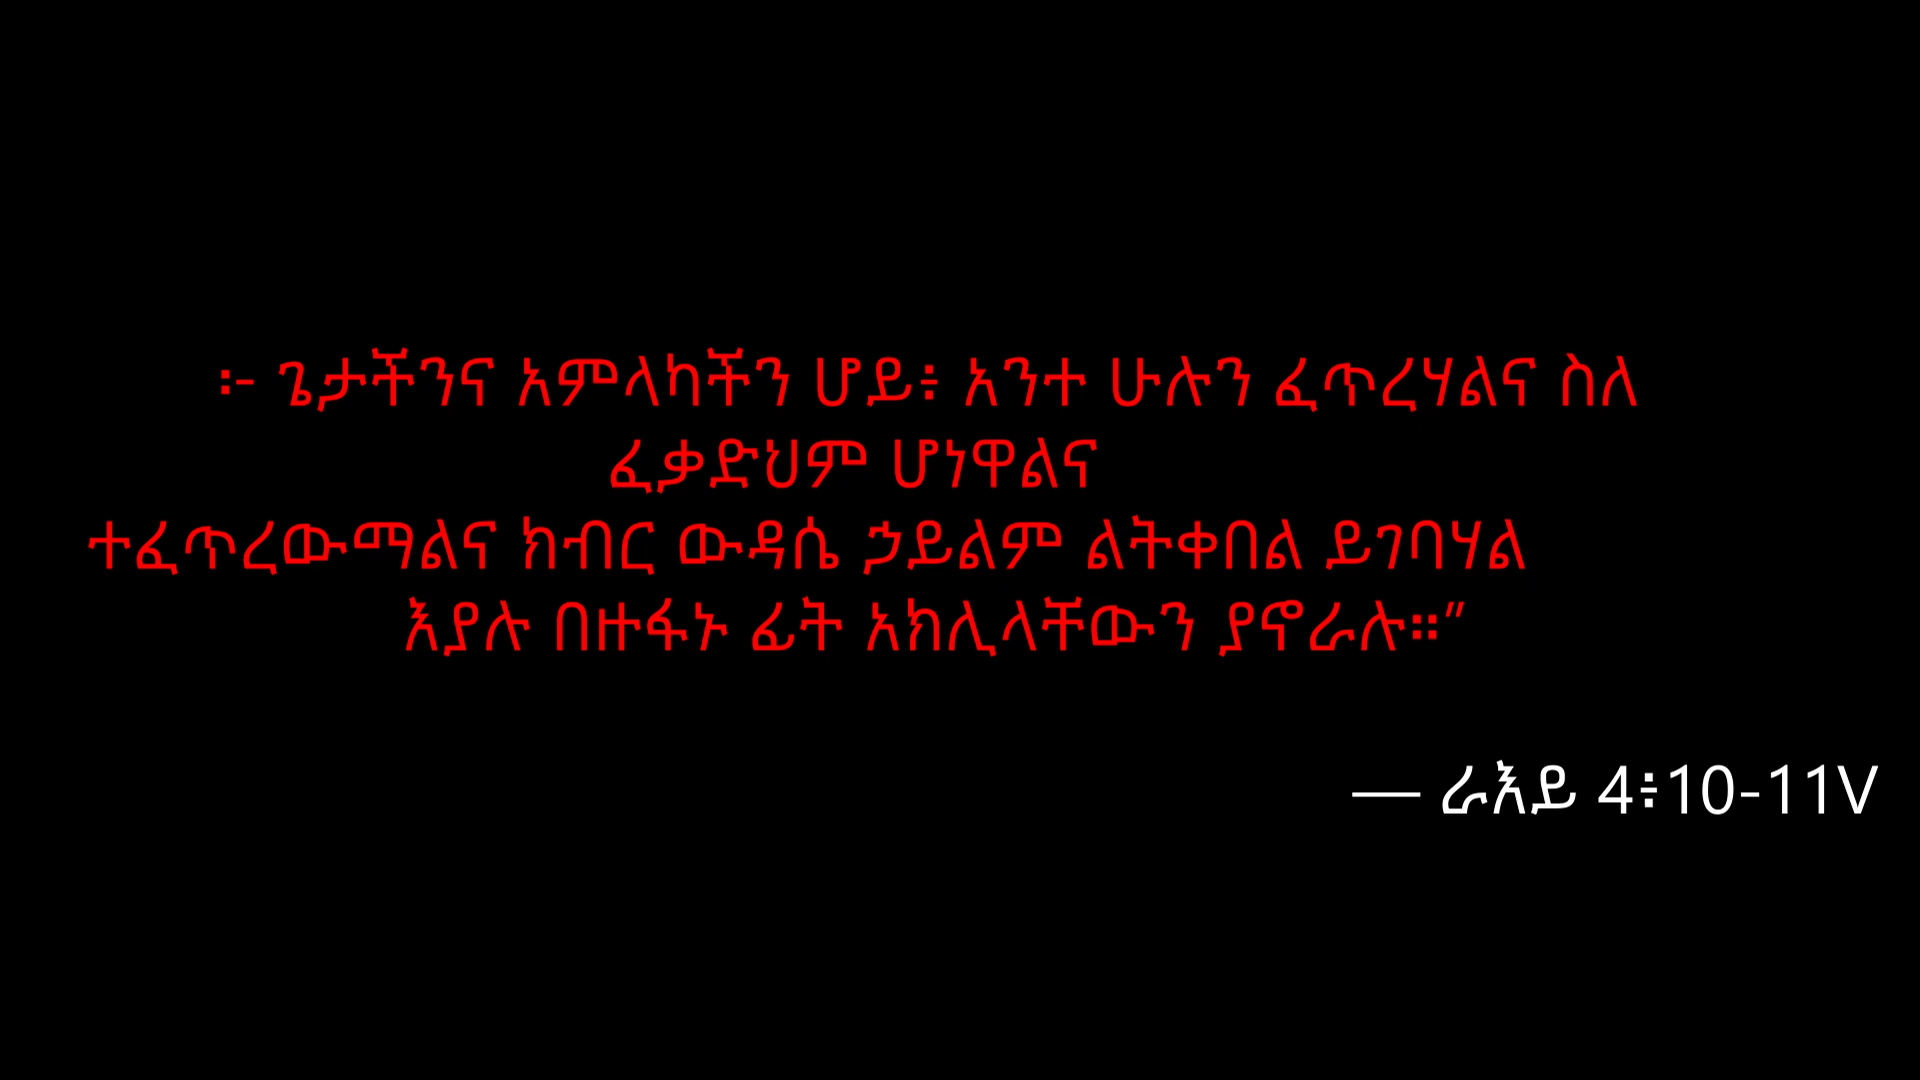 ፡- ጌታችንና አምላካችን ሆይ፥ አንተ ሁሉን ፈጥረሃልና ስለ
ፈቃድህም ሆነዋልና
ተፈጥረውማልና ክብር ውዳሴ ኃይልም ልትቀበል ይገባሃል
እያሉ በዙፋኑ ፊት አክሊላቸውን ያኖራሉ።”
— ራእይ 4፥10-11V